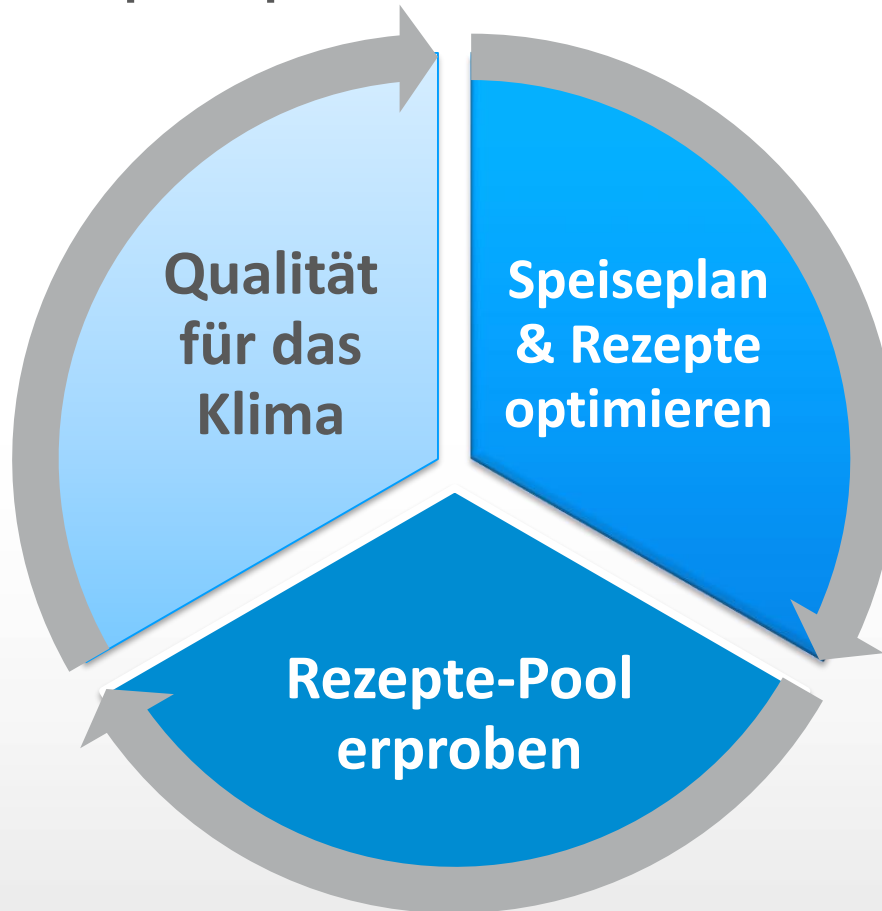 Qualität
für das
Klima
Speiseplan
& Rezepte
optimieren
Rezepte-Pool
erproben